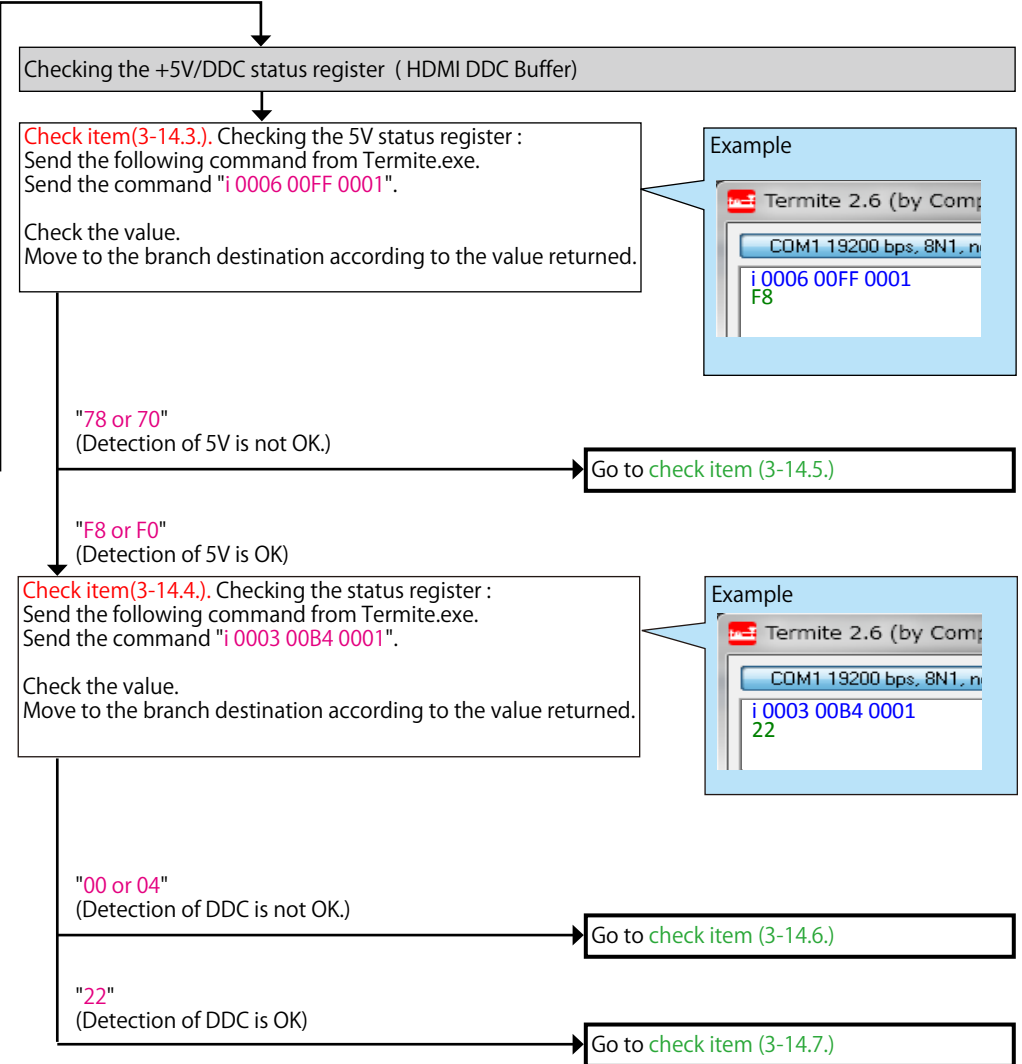 Checking the +5V/DDC status register ( HDMI DDC Buffer)
Check item(3-14.3.). Checking the 5V status register :
Send the following command from Termite.exe.
Send the command "i 0006 00FF 0001".
Check the value.
Move to the branch destination according to the value returned.
Example
Termite 2.6 (by Comp
COM1 19200 bps, 8N1, n
i 0006 00FF 0001
F8
"78 or 70"
(Detection of 5V is not OK.)
Go to check item (3-14.5.)
"F8 or F0"
(Detection of 5V is OK)
Check item(3-14.4.). Checking the status register :
Send the following command from Termite.exe.
Send the command "i 0003 00B4 0001".
Check the value.
Move to the branch destination according to the value returned.
Example
Termite 2.6 (by Comp
COM1 19200 bps, 8N1, n
i 0003 00B4 0001
22
"00 or 04"
(Detection of DDC is not OK.)
Go to check item (3-14.6.)
"22"
(Detection of DDC is OK)
Go to check item (3-14.7.)